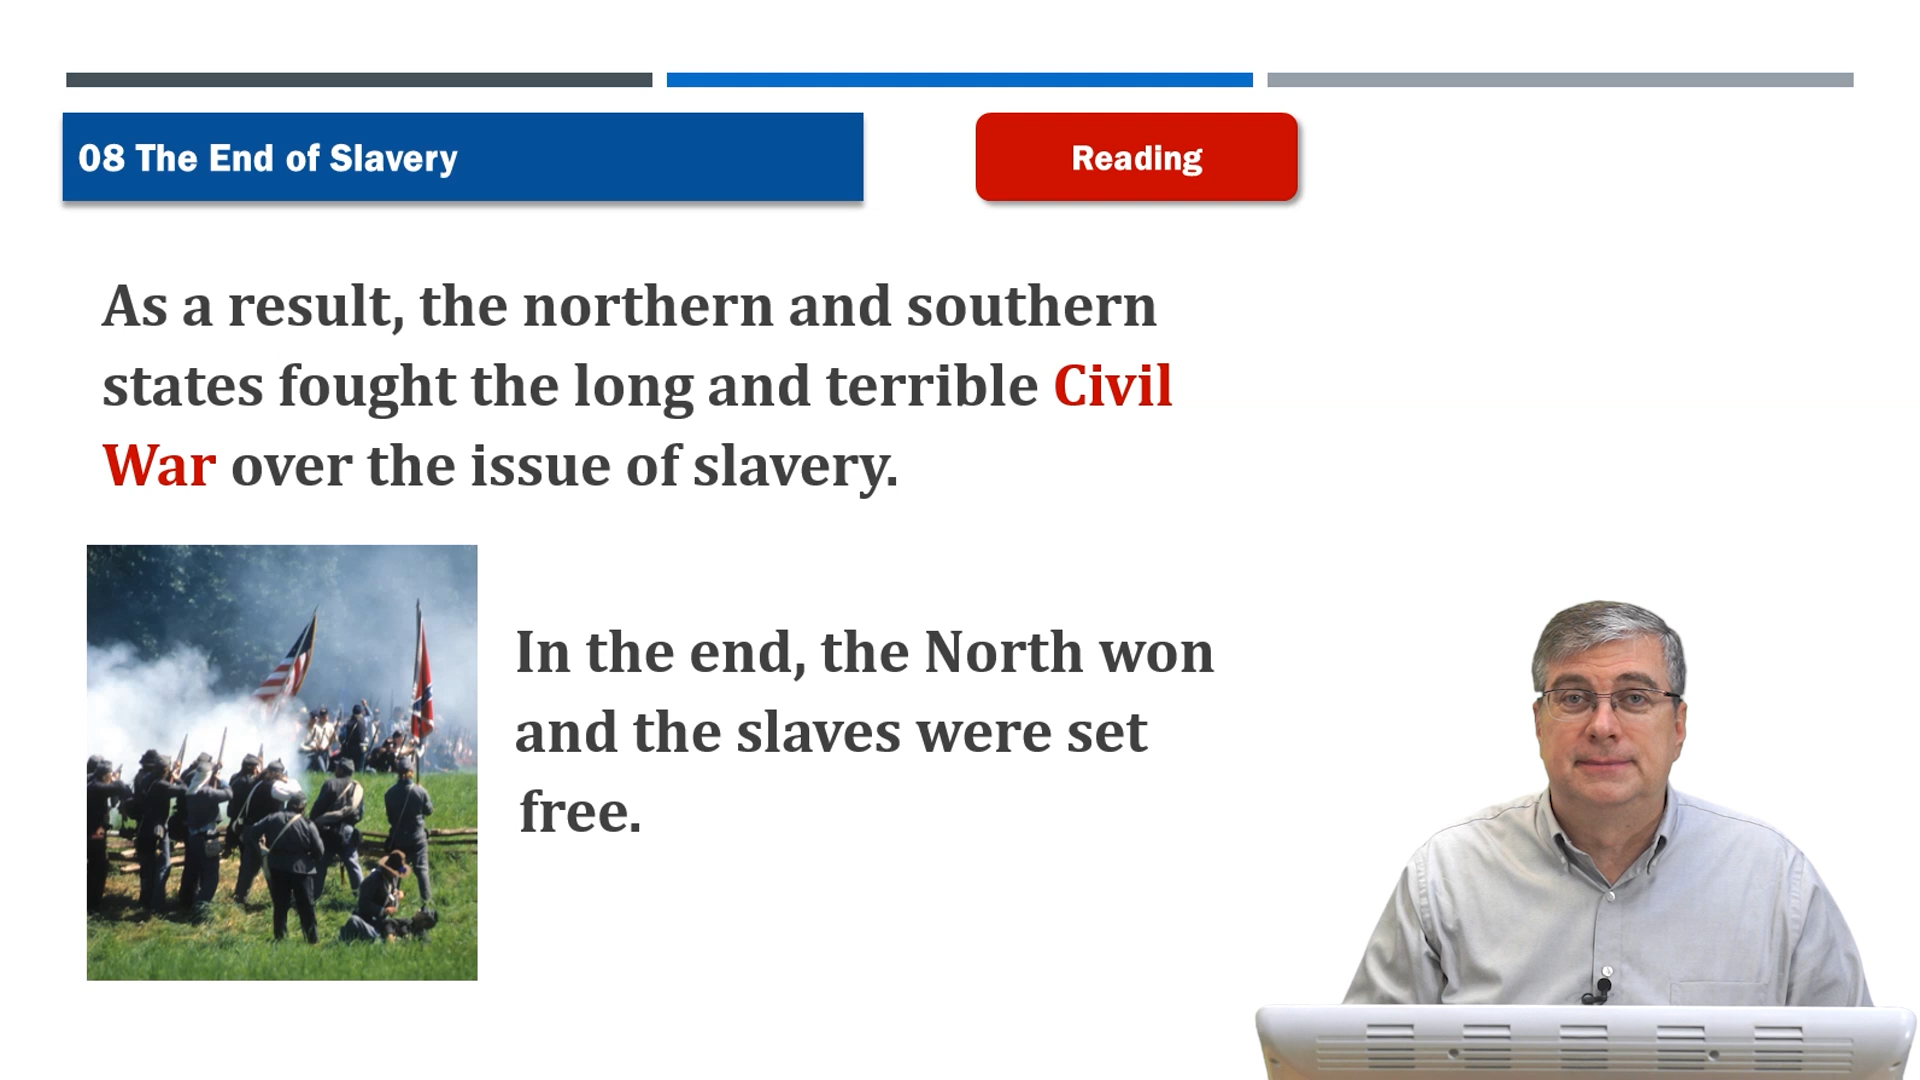 08 The End of Slavery
Reading
As a result, the northern and southern
states fought the long and terrible Civil
War over the issue of slavery.
In the end, the North won
and the slaves were set
free.